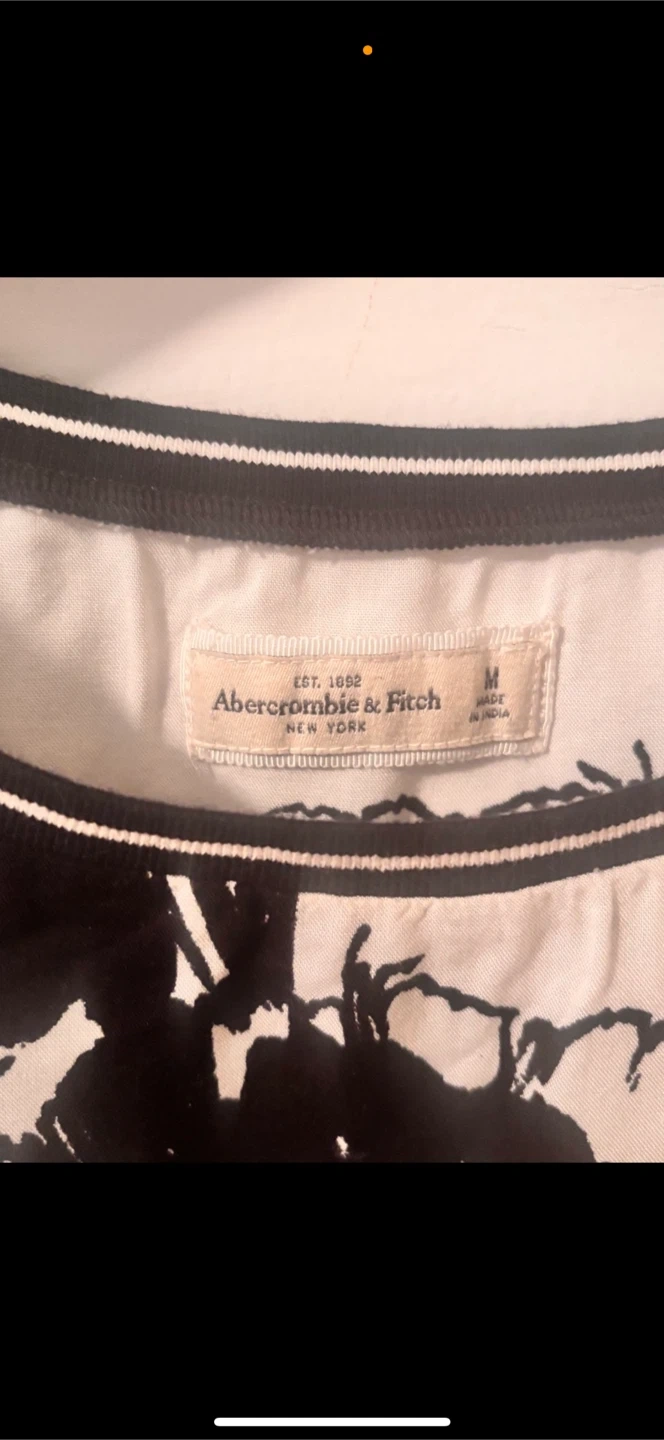 EST. 1892
Abercrombie & Fitch
NEW YORK
M
MADE
IN INDIA